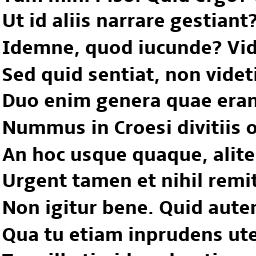 Ut id aliis narrare gestiant?
Idemne, quod iucunde? Vid
Sed quid sentiat, non videti
Duo enim genera quae eran
Nummus in Croesi divitiis o
An hoc usque quaque, alite
Urgent tamen et nihil remit
Non igitur bene. Quid auter
Qua tu etiam inprudens ute